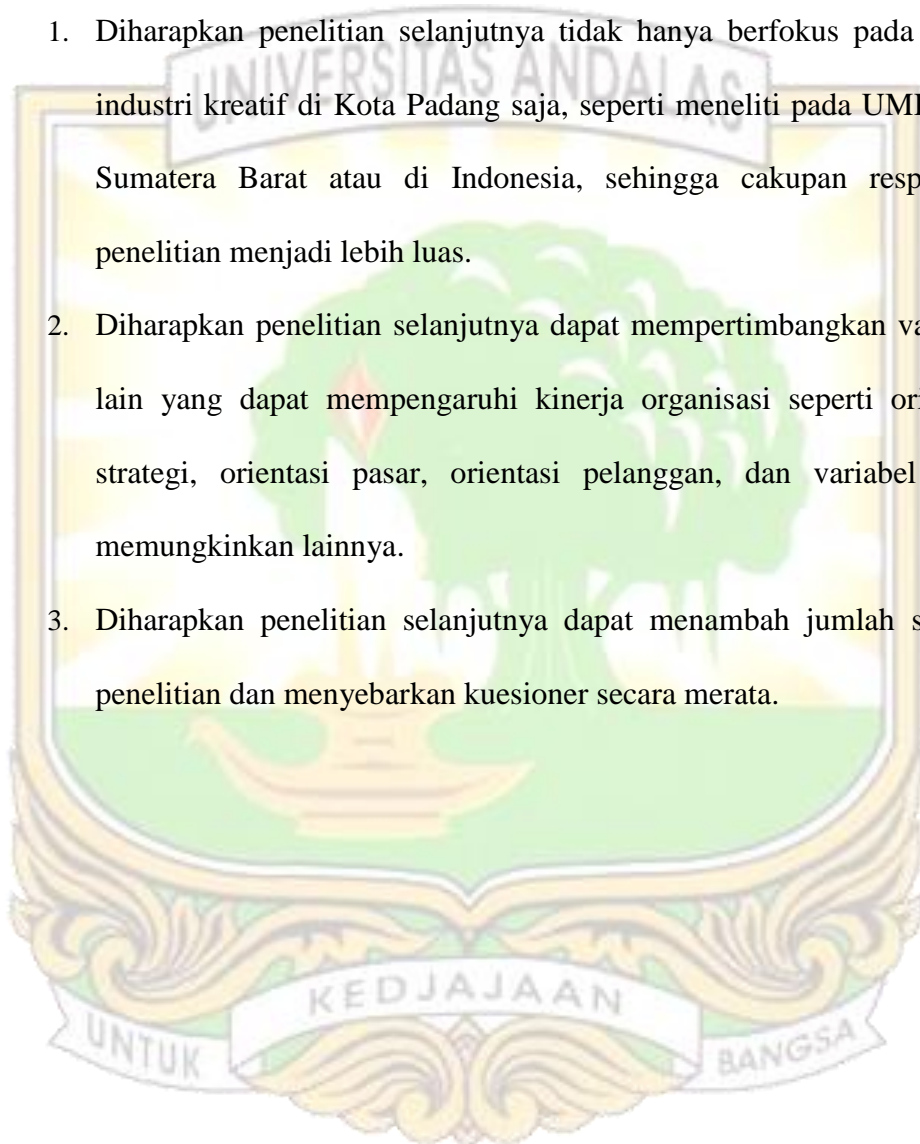 1. Diharapkan penelitian selanjutnya tidak hanya berfokus pada
industri kreatif di Kota Padang saja, seperti meneliti pada
Sumatera Barat atau di Indonesia, sehingga cakupan
penelitian menjadi lebih luas.
2. Diharapkan penelitian selanjutnya dapat mempertimbangkan
lain yang dapat mempengaruhi kinerja organisasi seperti
strategi, orientasi pasar, orientasi pelanggan, dan variabel
memungkinkan lainnya.
3. Diharapkan penelitian selanjutnya dapat menambah jumlah
penelitian dan menyebarkan kuesioner secara merata.
UNIVERSITAS ANDALAS
UNTUK KEDJAJAAN BANGSA